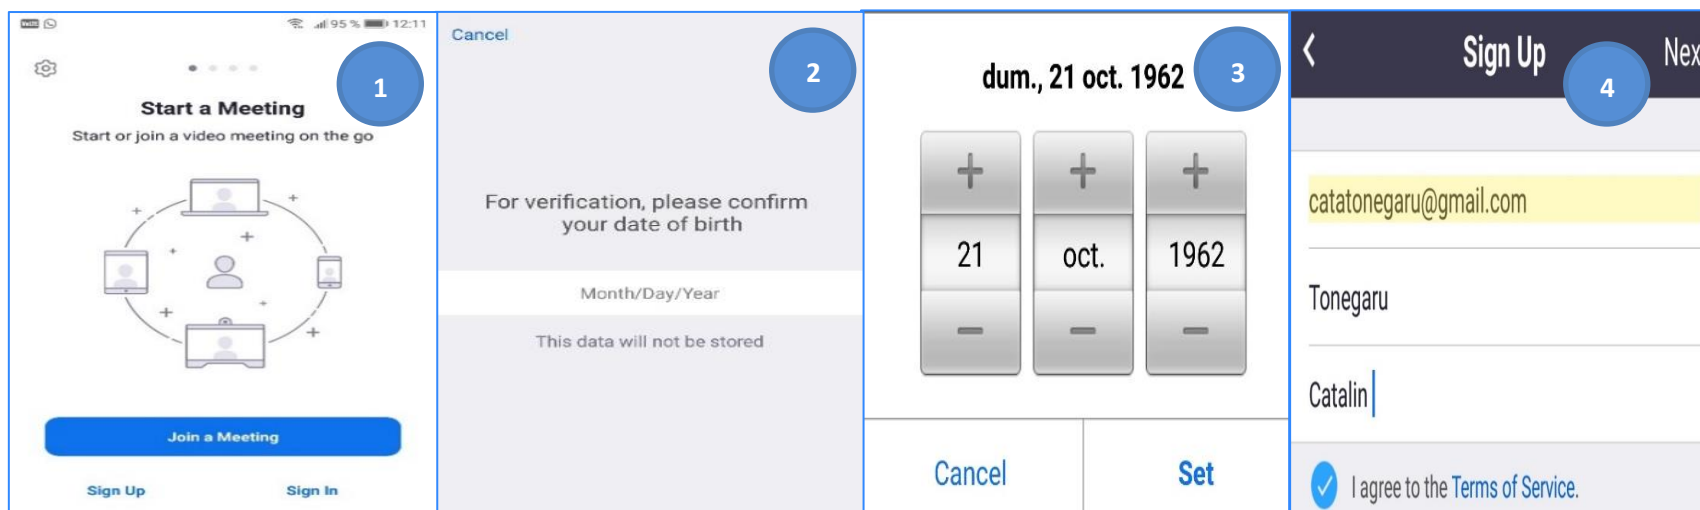 VoLTE 95 % 12:11
1
Start a Meeting
Start or join a video meeting on the go
Join a Meeting
Sign Up Sign In
Cancel
2
For verification, please confirm
your date of birth
Month/Day/Year
This data will not be stored
dum., 21 oct. 1962
3
+ + +
21 oct. 1962
− − −
Cancel Set
Sign Up Nex
4
catatonegaru@gmail.com
Tonegaru
Catalin
I agree to the Terms of Service.